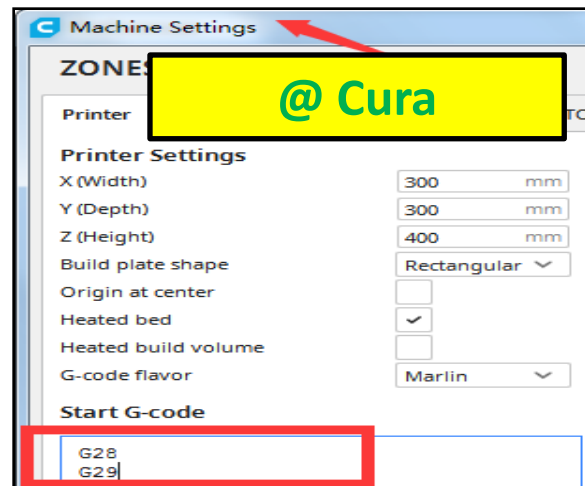 Machine Settings
ZONES
@ Cura
Printer
Printer Settings
X (Width) 300 mm
Y (Depth) 300 mm
Z (Height) 400 mm
Build plate shape Rectangular
Origin at center
Heated bed
Heated build volume
G-code flavor Marlin
Start G-code
G28
G29